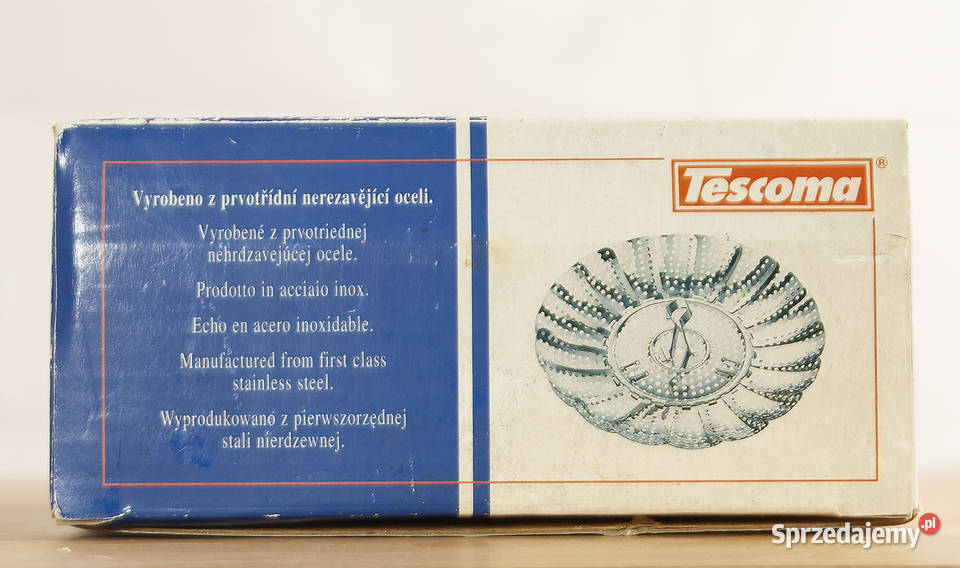 Vyrobeno z prvotřídní nerezavějící oceli.
Vyrobené z prvotriednej
nehrdzavejúcej ocele.
Prodotto in acciaio inox.
Echo en acero inoxidable.
Manufactured from first class
stainless steel.
Wyprodukowano z pierwszorzędnej
stali nierdzewnej.
Tescoma®
Sprzedajemy.pl